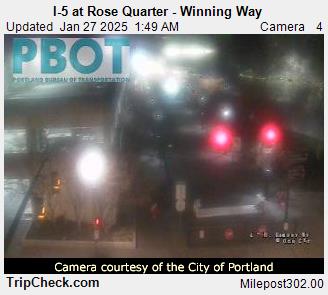 I-5 at Rose Quarter - Winning Way
Updated Jan 27 2025 1:49 AM Camera 4
PBOT
PORTLAND BUREAU OF TRANSPORTATION
Camera courtesy of the City of Portland
TripCheck.com Milepost302.00